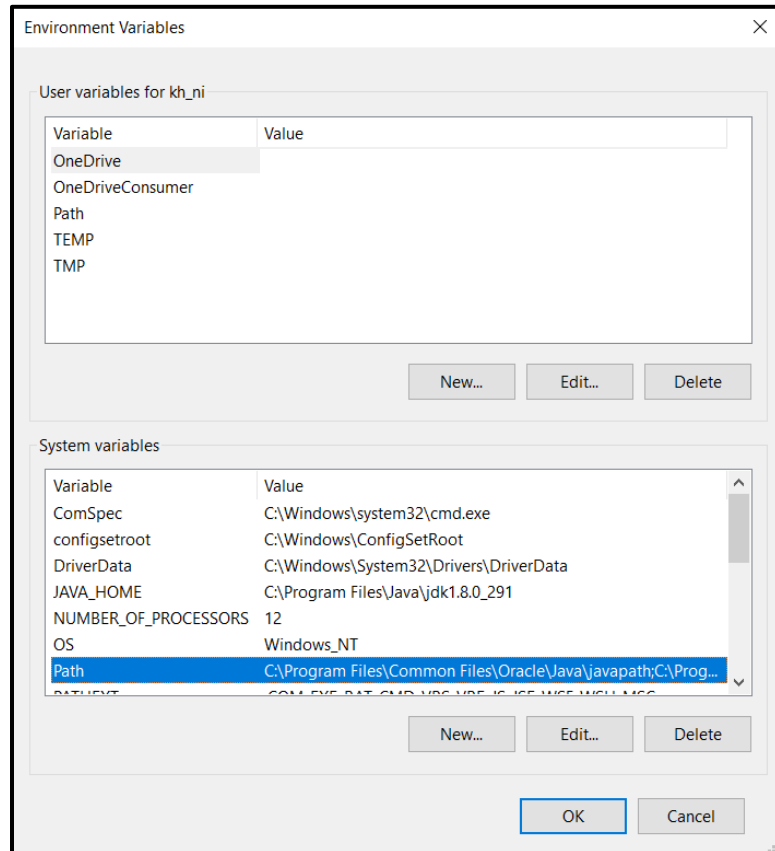 Environment Variables
User variables for kh_ni
Variable Value
OneDrive
OneDriveConsumer
Path
TEMP
TMP
New... Edit... Delete
System variables
Variable Value
ComSpec C:\Windows\system32\cmd.exe
configsetroot C:\Windows\ConfigSetRoot
DriverData C:\Windows\System32\Drivers\DriverData
JAVA_HOME C:\Program Files\Java\jdk1.8.0_291
NUMBER_OF_PROCESSORS 12
OS Windows_NT
Path C:\Program Files\Common Files\Oracle\Java\javapath;C:\Prog...
New... Edit... Delete
OK Cancel